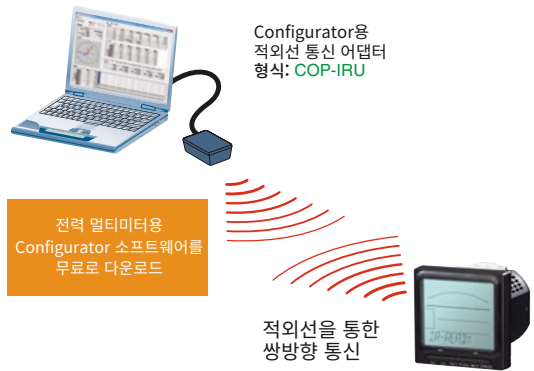 Configurator용
적외선 통신 어댑터
형식: COP-IRU
전력 멀티미터용
Configurator 소프트웨어를
무료로 다운로드
적외선을 통한
쌍방향 통신
IR-READY